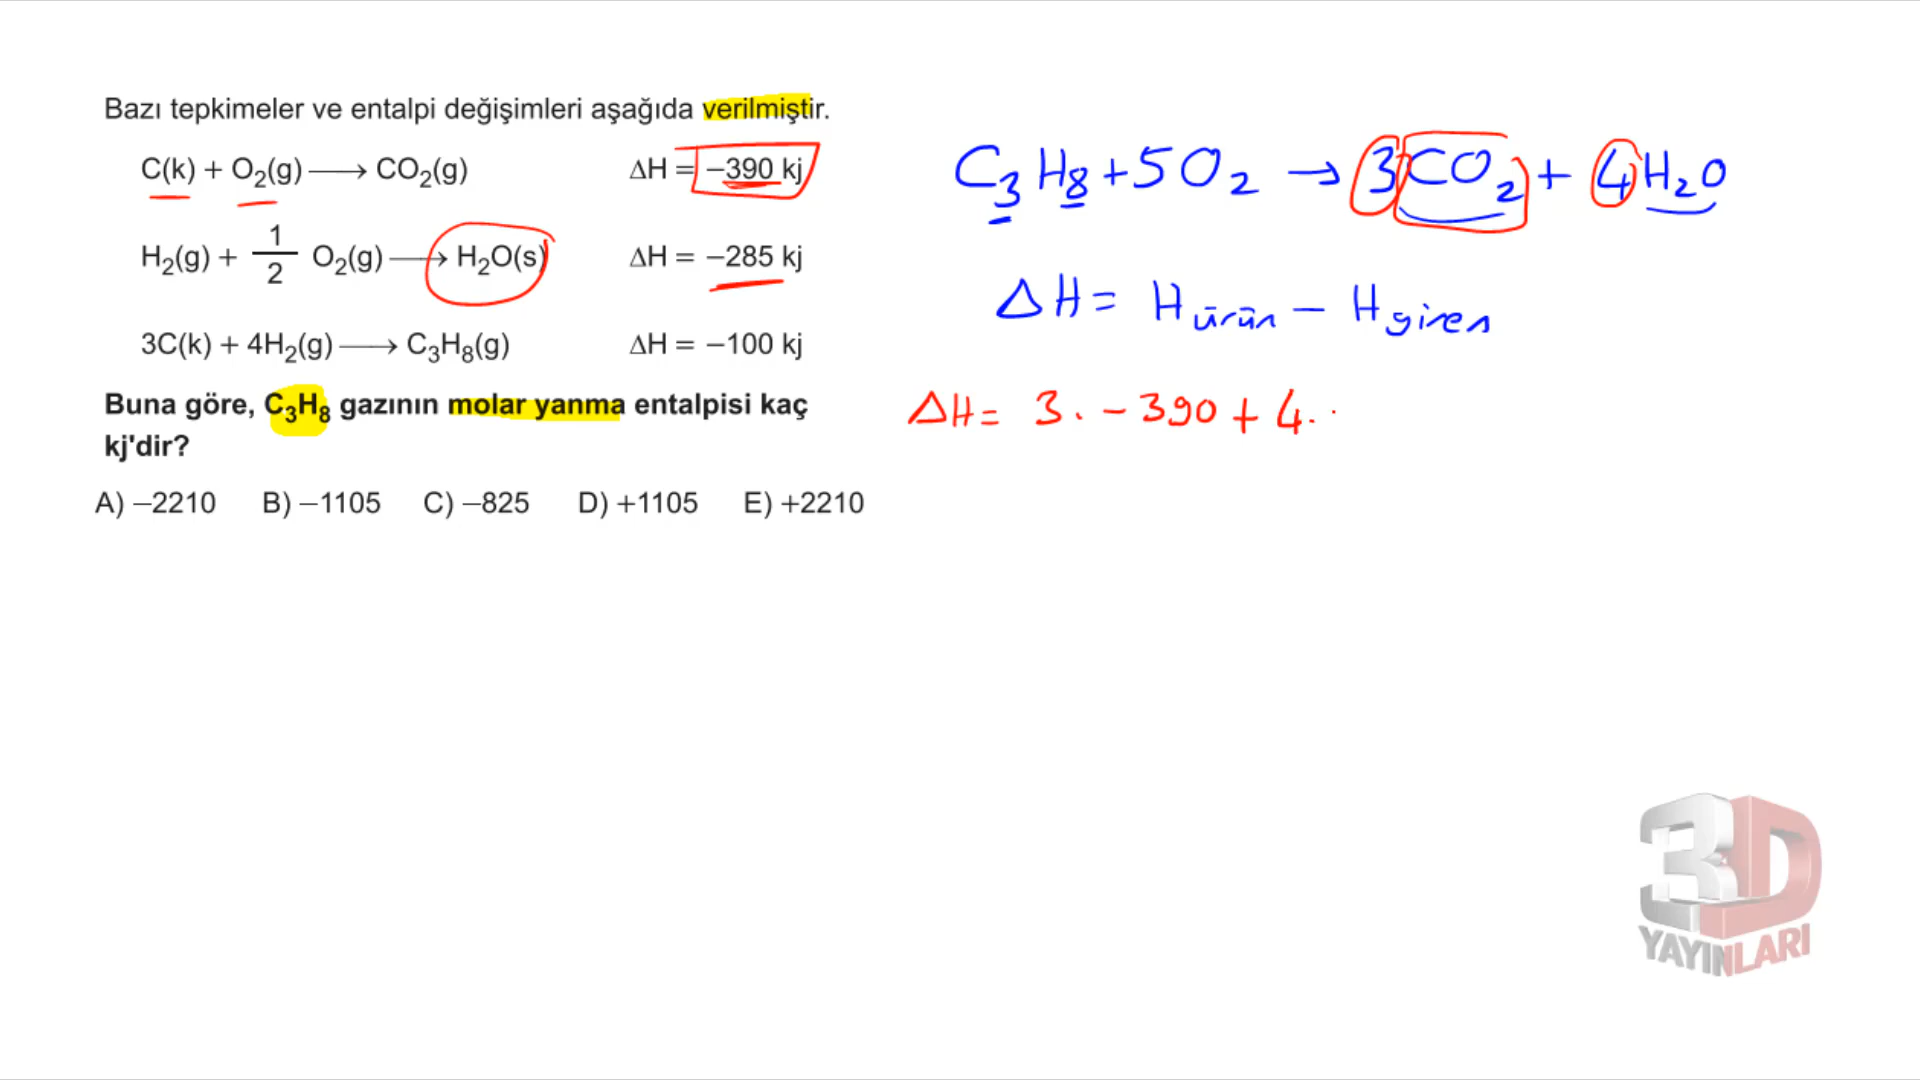 Bazı tepkimeler ve entalpi değişimleri aşağıda verilmiştir.
C(k) + O₂(g) ⟶ CO₂(g) ΔH = −390 kj
H₂(g) + 1/2 O₂(g) ⟶ H₂O(s) ΔH = −285 kj
3C(k) + 4H₂(g) ⟶ C₃H₈(g) ΔH = −100 kj
Buna göre, C₃H₈ gazının molar yanma entalpisi kaç
kj'dir?
A) −2210 B) −1105 C) −825 D) +1105 E) +2210
C₃H₈ + 5O₂ → 3CO₂ + 4H₂O
ΔH = H ürün − H giren
ΔH = 3. −390 + 4.
3D
YAYINLARI